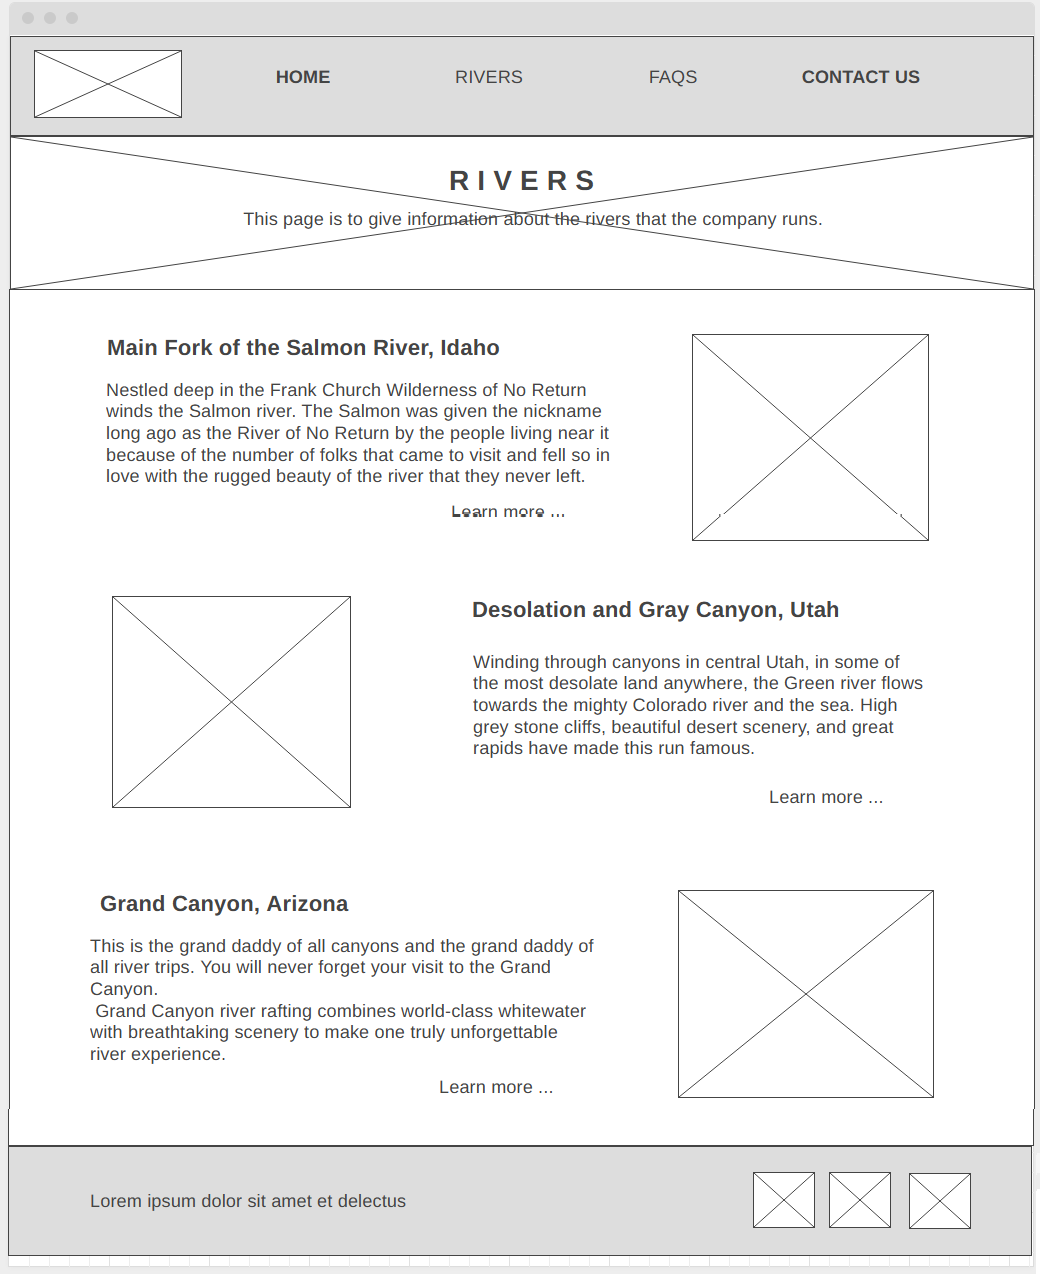 HOME RIVERS FAQS CONTACT US
RIVERS
This page is to give information about the rivers that the company runs.
Main Fork of the Salmon River, Idaho
Nestled deep in the Frank Church Wilderness of No Return
winds the Salmon river. The Salmon was given the nickname
long ago as the River of No Return by the people living near it
because of the number of folks that came to visit and fell so in
love with the rugged beauty of the river that they never left.
Learn more ...
Desolation and Gray Canyon, Utah
Winding through canyons in central Utah, in some of
the most desolate land anywhere, the Green river flows
towards the mighty Colorado river and the sea. High
grey stone cliffs, beautiful desert scenery, and great
rapids have made this run famous.
Learn more ...
Grand Canyon, Arizona
This is the grand daddy of all canyons and the grand daddy of
all river trips. You will never forget your visit to the Grand
Canyon.
Grand Canyon river rafting combines world-class whitewater
with breathtaking scenery to make one truly unforgettable
river experience.
Learn more ...
Lorem ipsum dolor sit amet et delectus